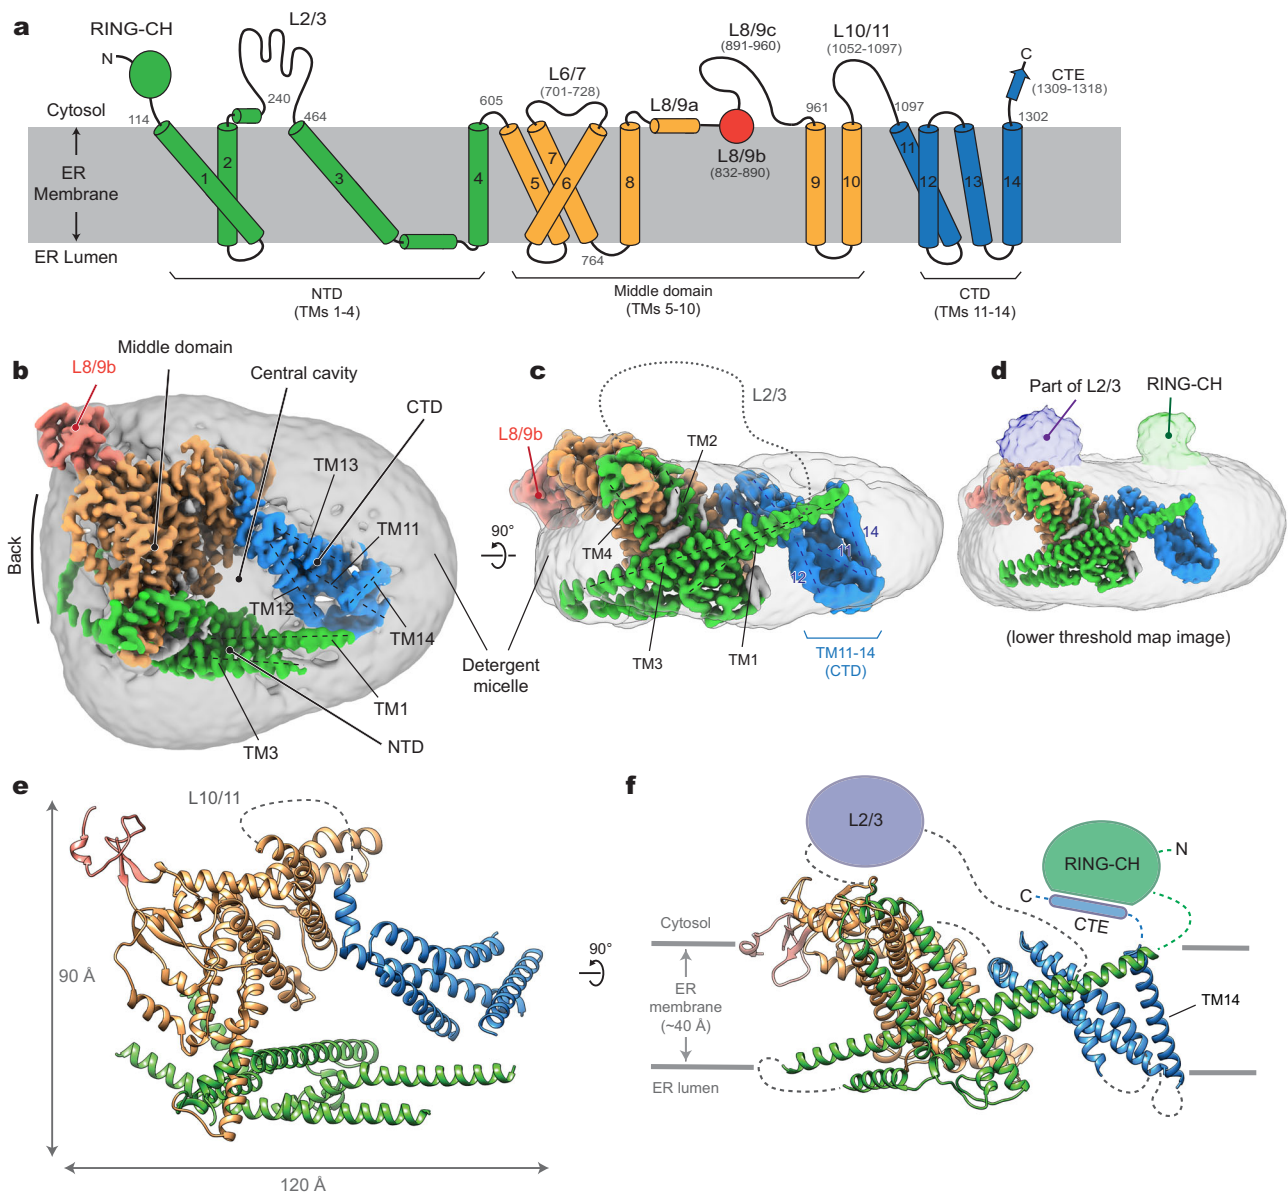 a
RING-CH
N
L2/3
L6/7
(701-728)
L8/9a
L8/9b
(832-890)
L8/9c
(891-960)
L10/11
(1052-1097)
C
CTE
(1309-1318)
Cytosol
ER
Membrane
ER Lumen
114
240
464
605
764
961
1097
1302
1
2
3
4
5
6
7
8
9
10
11
12
13
14
NTD
(TMs 1-4)
Middle domain
(TMs 5-10)
CTD
(TMs 11-14)
b
L8/9b
Middle domain
Central cavity
CTD
TM13
TM11
TM12
TM14
TM1
NTD
TM3
Back
Detergent
micelle
90°
c
L2/3
L8/9b
TM2
TM4
TM3
TM1
11
12
14
TM11-14
(CTD)
d
Part of L2/3
RING-CH
(lower threshold map image)
e
L10/11
90 Å
120 Å
90°
f
L2/3
RING-CH
N
C
CTE
Cytosol
ER
membrane
(~40 Å)
ER lumen
TM14